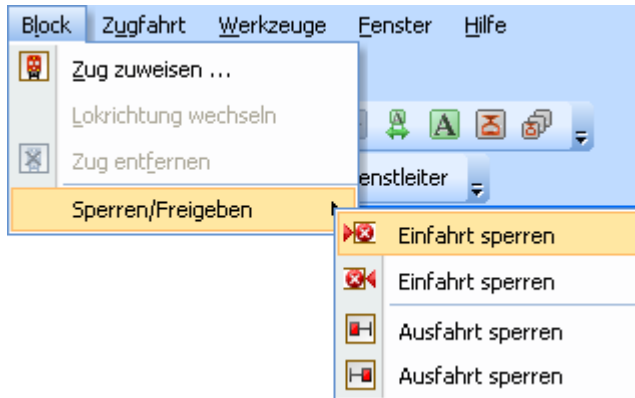 Block Zugfahrt Werkzeuge Fenster Hilfe
Zug zuweisen ...
Lokrichtung wechseln
A A
Zug entfernen
enstleiter
Sperren/Freigeben
Einfahrt sperren
Einfahrt sperren
Ausfahrt sperren
Ausfahrt sperren